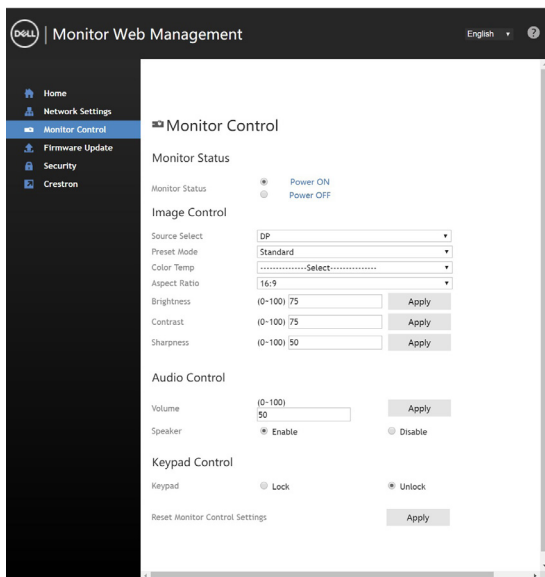 DELL | Monitor Web Management English ?
Home
Network Settings
Monitor Control
Firmware Update
Security
Crestron
Monitor Control
Monitor Status
Monitor Status Power ON
Power OFF
Image Control
Source Select DP
Preset Mode Standard
Color Temp ---------------Select---------------
Aspect Ratio 16:9
Brightness (0~100) 75 Apply
Contrast (0~100) 75 Apply
Sharpness (0~100) 50 Apply
Audio Control
(0~100)
Volume 50 Apply
Speaker Enable Disable
Keypad Control
Keypad Lock Unlock
Reset Monitor Control Settings Apply